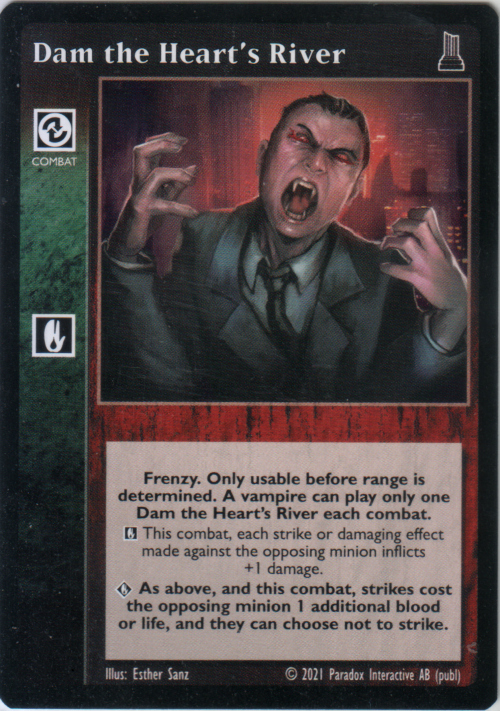 Dam the Heart's River
COMBAT
Frenzy. Only usable before range is
determined. A vampire can play only one
Dam the Heart's River each combat.
This combat, each strike or damaging effect
made against the opposing minion inflicts
+1 damage.
As above, and this combat, strikes cost
the opposing minion 1 additional blood
or life, and they can choose not to strike.
Illus: Esther Sanz
© 2021 Paradox Interactive AB (publ)